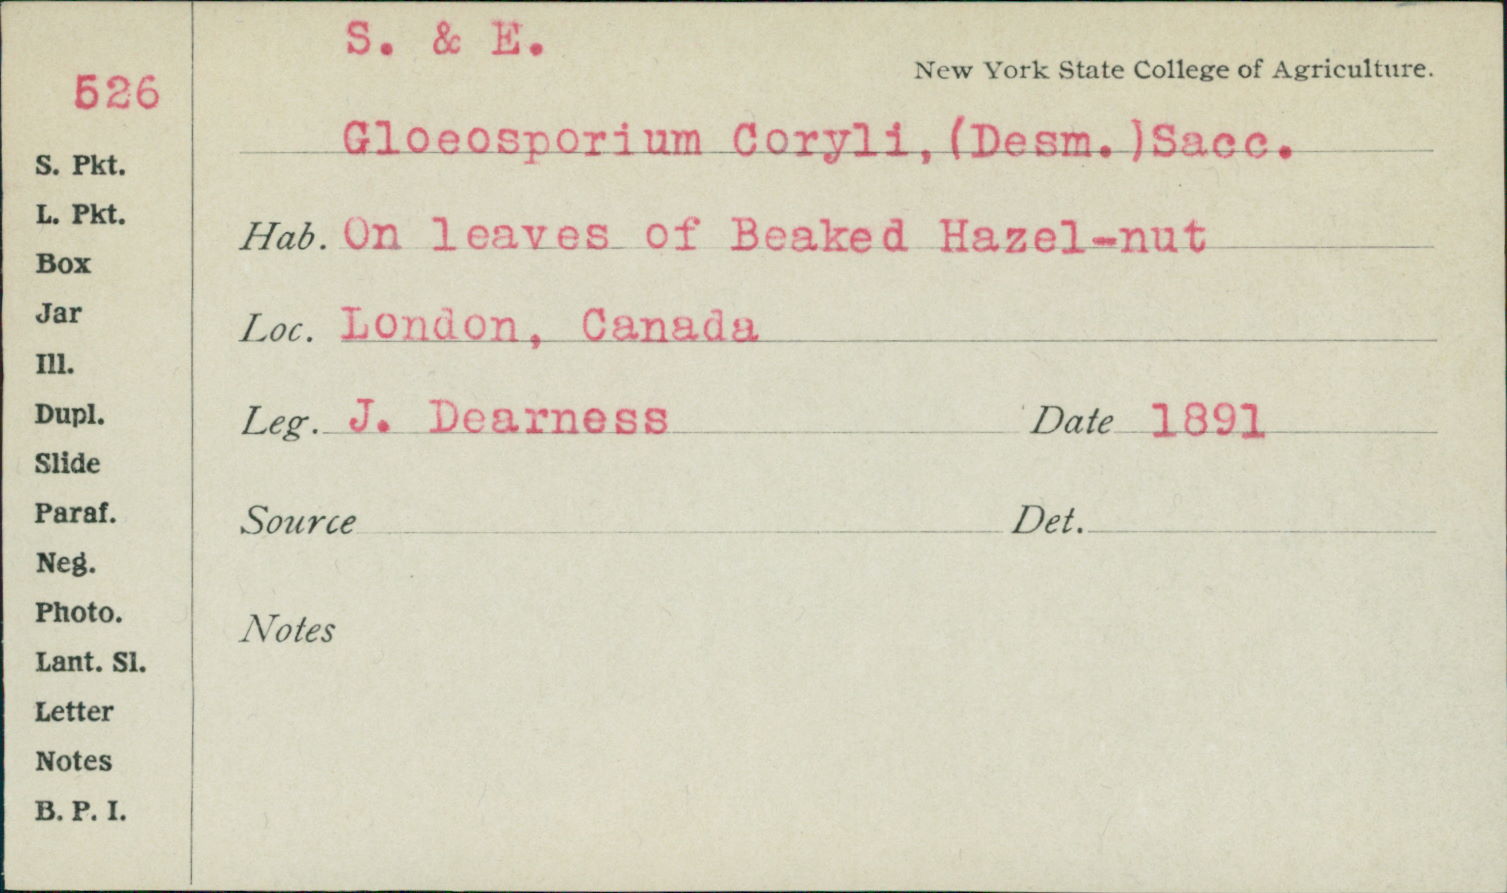 S. & E.
New York State College of Agriculture.
526
Gloeosporium Coryli,(Desm.)Sacc.
S. Pkt.
L. Pkt.
Box
Jar
Ill.
Dupl.
Slide
Paraf.
Neg.
Photo.
Lant. Sl.
Letter
Notes
B. P. I.
Hab. On leaves of Beaked Hazel-nut
Loc. London, Canada
Leg. J. Dearness Date 1891
Source Det.
Notes